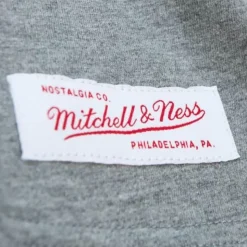 NOSTALGIA CO.
Mitchell & Ness
PHILADELPHIA, PA.